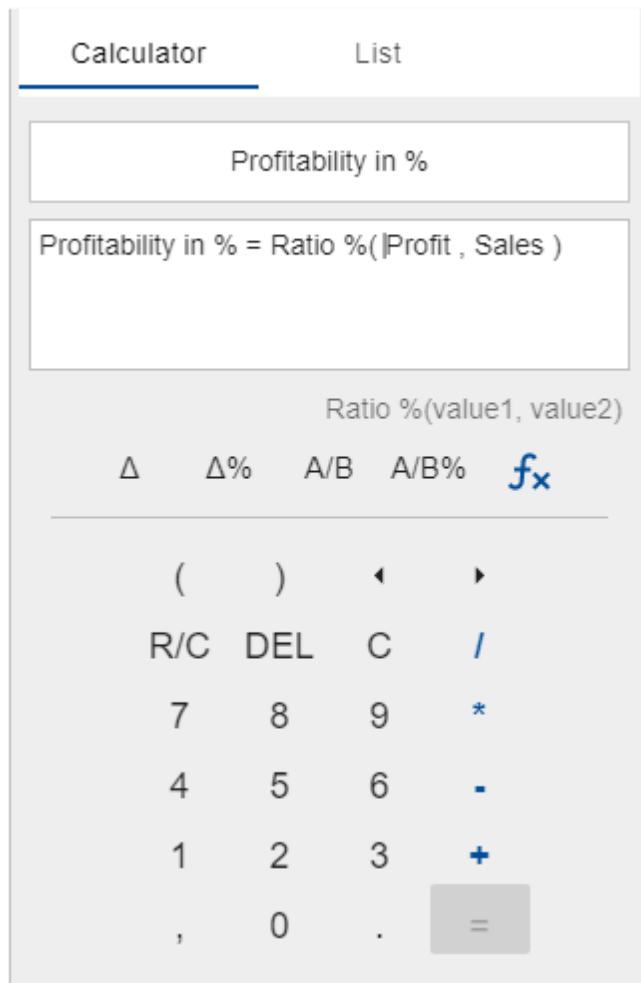 Calculator List
Profitability in %
Profitability in % = Ratio %( Profit , Sales )
Ratio %(value1, value2)
Δ Δ% A/B A/B% fx
( )
R/C DEL C /
7 8 9 *
4 5 6 -
1 2 3 +
, 0 . =